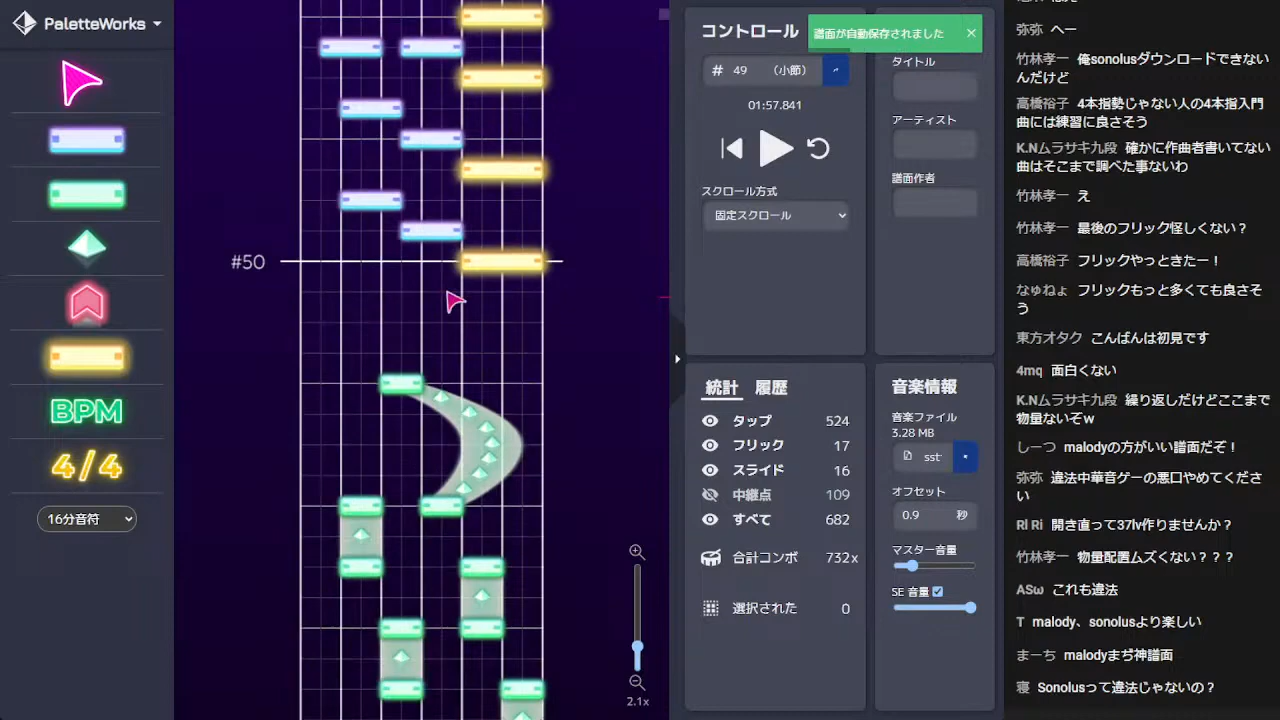 PaletteWorks
BPM
4/4
16分音符
#50
2.1x
コントロール
譜面が自動保存されました
# 49 （小節）
01:57.841
スクロール方式
固定スクロール
タイトル
アーティスト
譜面作者
統計 履歴
タップ 524
フリック 17
スライド 16
中継点 109
すべて 682
合計コンボ 732x
選択された 0
音楽情報
音楽ファイル
3.28 MB
sst
オフセット
0.9 秒
マスター音量
SE 音量
弥弥 へー
竹林孝一 俺sonolusダウンロードできない
んだけど
高橋裕子 4本指勢じゃない人の4本指入門
曲には練習に良さそう
K.Nムラサキ九段 確かに作曲者書いてない
曲はそこまで調べた事ないわ
竹林孝一 え
竹林孝一 最後のフリック怪しくない？
高橋裕子 フリックやっときたー！
なゅねょ フリックもっと多くても良さそ
う
東方オタク こんばんは初見です
4mq 面白くない
K.Nムラサキ九段 繰り返しだけどここまで
物量ないぞw
しーつ malodyの方がいい譜面だぞ！
弥弥 違法中華音ゲーの悪口やめてくださ
い
Rl Ri 開き直って37lv作りませんか？
竹林孝一 物量配置ムズくない？？？
ASω これも違法
T malody、sonolusより楽しい
まーち malodyまぢ神譜面
寝 Sonolusって違法じゃないの？